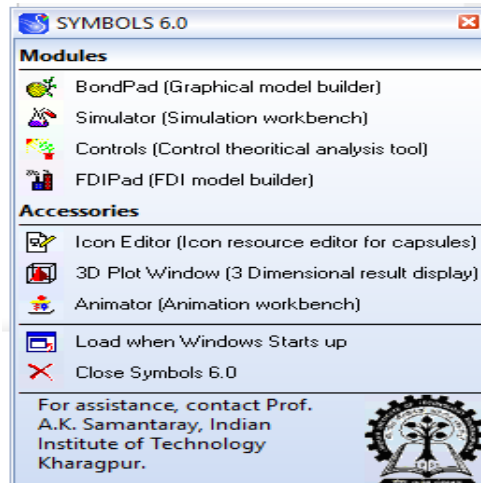 SYMBOLS 6.0
Modules
BondPad (Graphical model builder)
Simulator (Simulation workbench)
Controls (Control theoritical analysis tool)
FDIPad (FDI model builder)
Accessories
Icon Editor (Icon resource editor for capsules)
3D Plot Window (3 Dimensional result display)
Animator (Animation workbench)
Load when Windows Starts up
Close Symbols 6.0
For assistance, contact Prof.
A.K. Samantaray, Indian
Institute of Technology
Kharagpur.